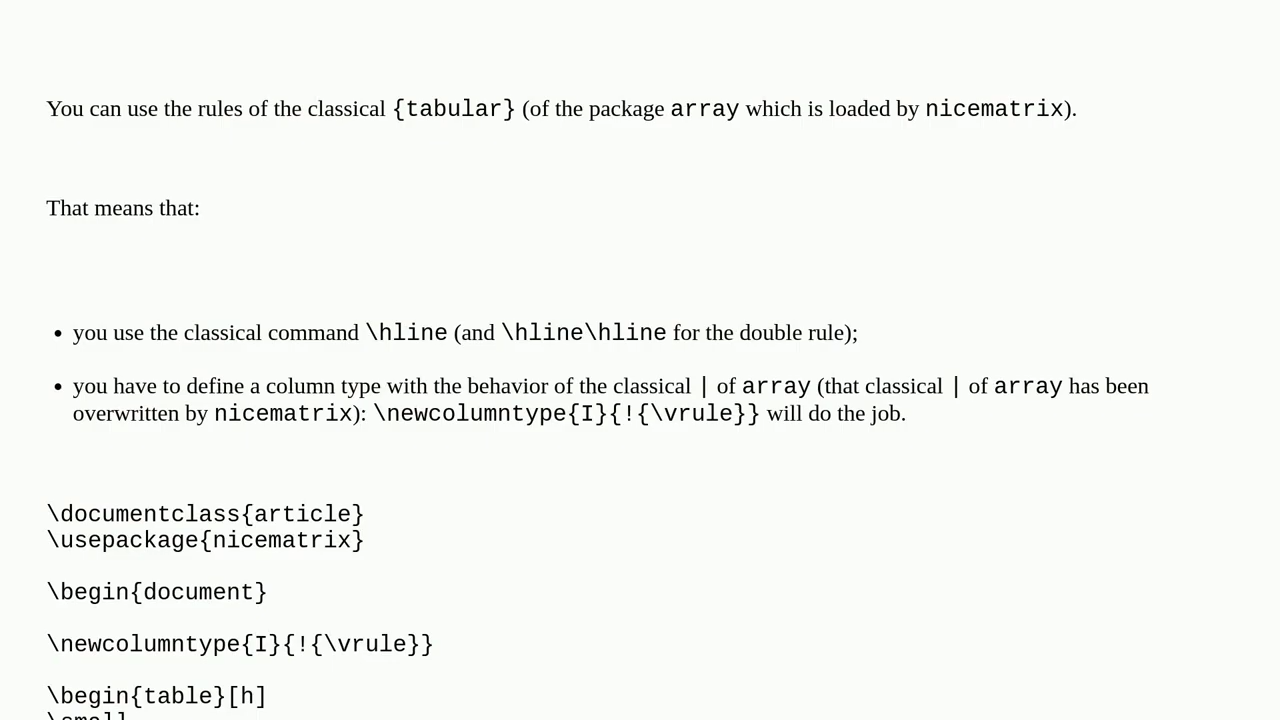 You can use the rules of the classical {tabular} (of the package array which is loaded by nicematrix).
That means that:
• you use the classical command \hline (and \hline\hline for the double rule);
• you have to define a column type with the behavior of the classical | of array (that classical | of array has been
overwritten by nicematrix): \newcolumntype{I}{!{\vrule}} will do the job.
\documentclass{article}
\usepackage{nicematrix}
\begin{document}
\newcolumntype{I}{!{\vrule}}
\begin{table}[h]
\small